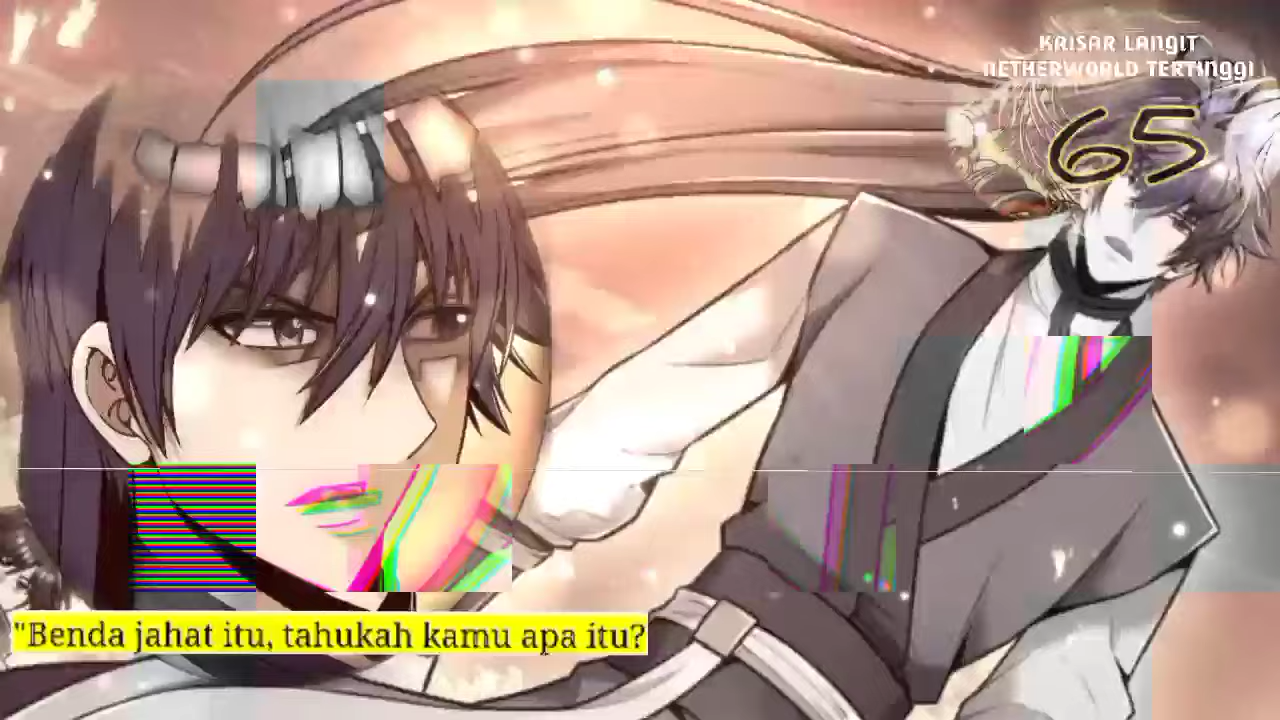 KAISAR LANGIT
NETHERWORLD TERTINGGI
65
"Benda jahat itu, tahukah kamu apa itu?